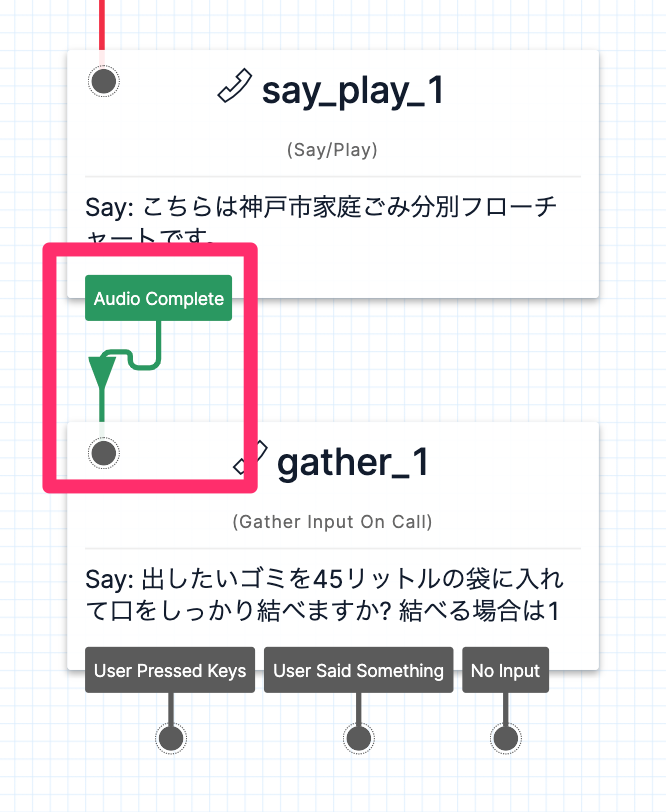 say_play_1
(Say/Play)
Say: こちらは神戸市家庭ごみ分別フローチ
ャートです。
Audio Complete
gather_1
(Gather Input On Call)
Say: 出したいゴミを45リットルの袋に入れ
て口をしっかり結べますか? 結べる場合は1
User Pressed Keys
User Said Something
No Input